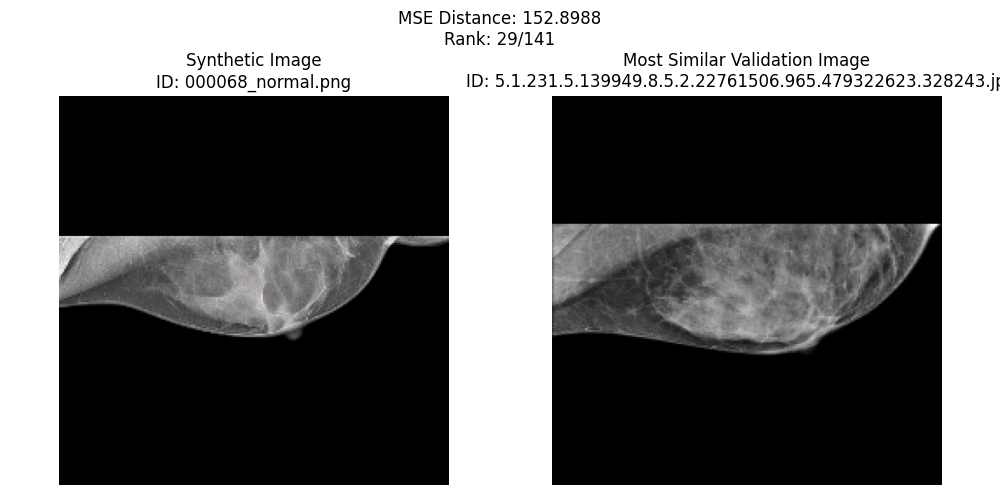 MSE Distance: 152.8988
Rank: 29/141
Synthetic Image
ID: 000068_normal.png
Most Similar Validation Image
ID: 5.1.231.5.139949.8.5.2.22761506.965.479322623.328243.jp